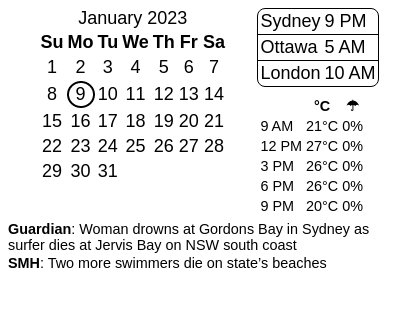 January 2023
Su Mo Tu We Th Fr Sa
1 2 3 4 5 6 7
8 9 10 11 12 13 14
15 16 17 18 19 20 21
22 23 24 25 26 27 28
29 30 31
Sydney 9 PM
Ottawa 5 AM
London 10 AM
°C ☂
9 AM 21°C 0%
12 PM 27°C 0%
3 PM 26°C 0%
6 PM 26°C 0%
9 PM 20°C 0%
Guardian: Woman drowns at Gordons Bay in Sydney as
surfer dies at Jervis Bay on NSW south coast
SMH: Two more swimmers die on state’s beaches